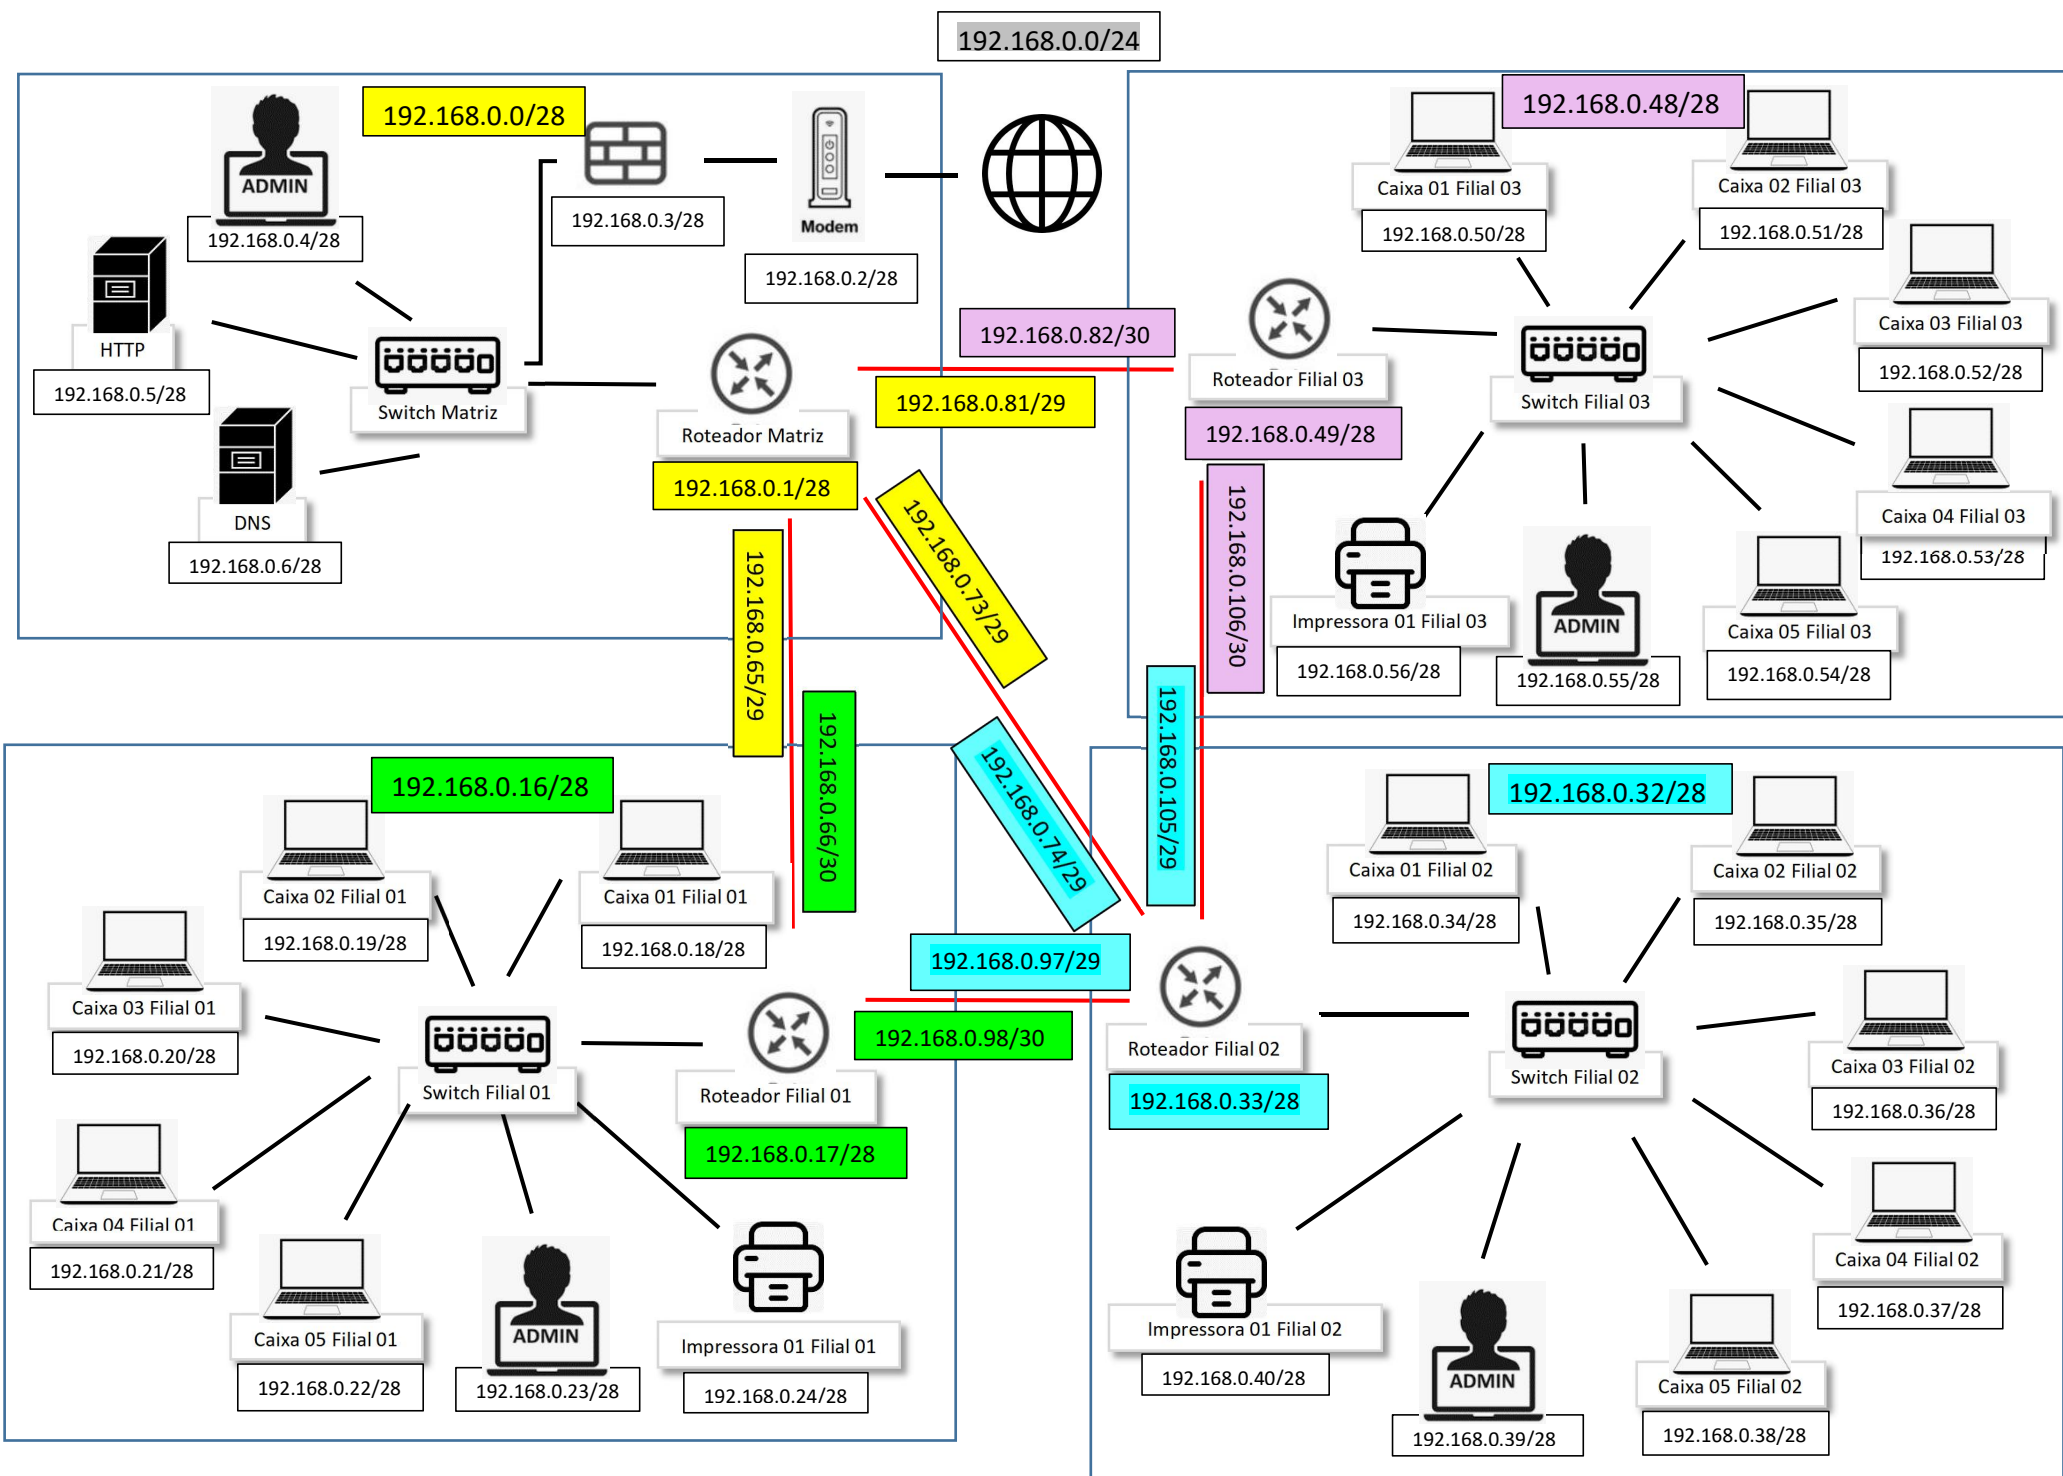 192.168.0.0/24
192.168.0.0/28
ADMIN
192.168.0.4/28
192.168.0.3/28
Modem
192.168.0.2/28
HTTP
192.168.0.5/28
Switch Matriz
DNS
192.168.0.6/28
Roteador Matriz
192.168.0.1/28
192.168.0.82/30
192.168.0.81/29
192.168.0.73/29
192.168.0.65/29
192.168.0.66/30
192.168.0.74/29
192.168.0.105/29
192.168.0.106/30
192.168.0.48/28
Caixa 01 Filial 03
192.168.0.50/28
Caixa 02 Filial 03
192.168.0.51/28
Caixa 03 Filial 03
192.168.0.52/28
Roteador Filial 03
192.168.0.49/28
Switch Filial 03
Caixa 04 Filial 03
192.168.0.53/28
Impressora 01 Filial 03
192.168.0.56/28
ADMIN
192.168.0.55/28
Caixa 05 Filial 03
192.168.0.54/28
192.168.0.16/28
Caixa 02 Filial 01
192.168.0.19/28
Caixa 01 Filial 01
192.168.0.18/28
Caixa 03 Filial 01
192.168.0.20/28
Switch Filial 01
Roteador Filial 01
192.168.0.17/28
Caixa 04 Filial 01
192.168.0.21/28
Caixa 05 Filial 01
192.168.0.22/28
ADMIN
192.168.0.23/28
Impressora 01 Filial 01
192.168.0.24/28
192.168.0.97/29
192.168.0.98/30
192.168.0.32/28
Caixa 01 Filial 02
192.168.0.34/28
Caixa 02 Filial 02
192.168.0.35/28
Roteador Filial 02
192.168.0.33/28
Switch Filial 02
Caixa 03 Filial 02
192.168.0.36/28
Caixa 04 Filial 02
192.168.0.37/28
Impressora 01 Filial 02
192.168.0.40/28
ADMIN
192.168.0.39/28
Caixa 05 Filial 02
192.168.0.38/28